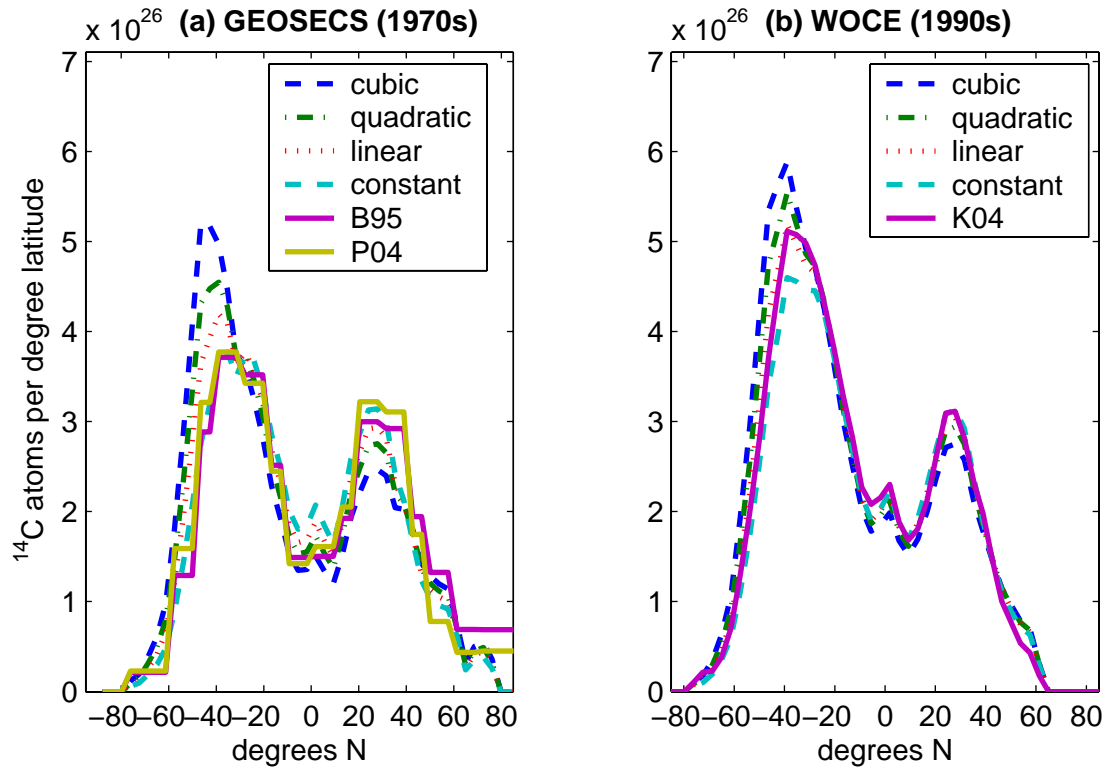 x 10^26 (a) GEOSECS (1970s)
7
6
5
4
3
2
1
0
¹⁴C atoms per degree latitude
cubic
quadratic
linear
constant
B95
P04
−80 −60 −40 −20 0 20 40 60 80
degrees N
x 10^26 (b) WOCE (1990s)
7
6
5
4
3
2
1
0
cubic
quadratic
linear
constant
K04
−80 −60 −40 −20 0 20 40 60 80
degrees N